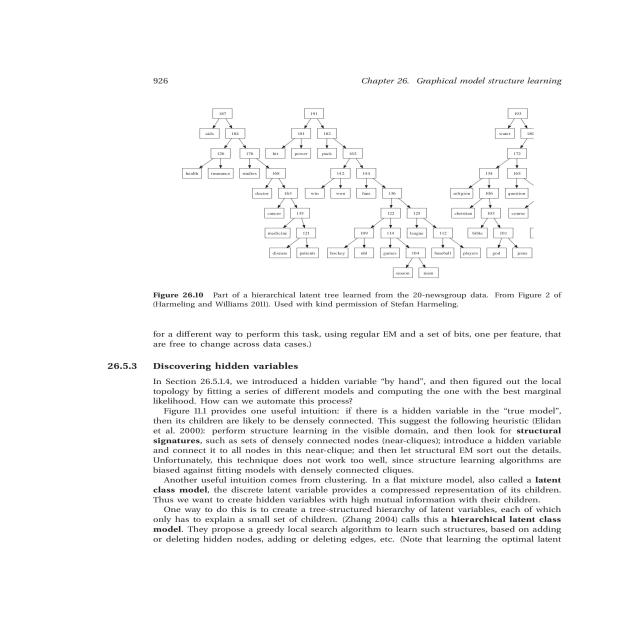 926
Chapter 26. Graphical model structure learning
187 191 193
aids 184 181 182 water
126 178 hit power puck 165 172
health insurance studies 168 142 144 134 168
doctor 163 win won fans 136 religion 106 question
cancer 135 122 125 christian 103 course
medicine 121 109 114 league 112 bible 101
disease patients hockey nhl games 104 baseball players god jesus
season team
Figure 26.10 Part of a hierarchical latent tree learned from the 20-newsgroup data. From Figure 2 of
(Harmeling and Williams 2011). Used with kind permission of Stefan Harmeling.
for a different way to perform this task, using regular EM and a set of bits, one per feature, that
are free to change across data cases.)
26.5.3 Discovering hidden variables
In Section 26.5.1.4, we introduced a hidden variable “by hand”, and then figured out the local
topology by fitting a series of different models and computing the one with the best marginal
likelihood. How can we automate this process?
Figure 11.1 provides one useful intuition: if there is a hidden variable in the “true model”,
then its children are likely to be densely connected. This suggest the following heuristic (Elidan
et al. 2000): perform structure learning in the visible domain, and then look for structural
signatures, such as sets of densely connected nodes (near-cliques); introduce a hidden variable
and connect it to all nodes in this near-clique; and then let structural EM sort out the details.
Unfortunately, this technique does not work too well, since structure learning algorithms are
biased against fitting models with densely connected cliques.
Another useful intuition comes from clustering. In a flat mixture model, also called a latent
class model, the discrete latent variable provides a compressed representation of its children.
Thus we want to create hidden variables with high mutual information with their children.
One way to do this is to create a tree-structured hierarchy of latent variables, each of which
only has to explain a small set of children. (Zhang 2004) calls this a hierarchical latent class
model. They propose a greedy local search algorithm to learn such structures, based on adding
or deleting hidden nodes, adding or deleting edges, etc. (Note that learning the optimal latent